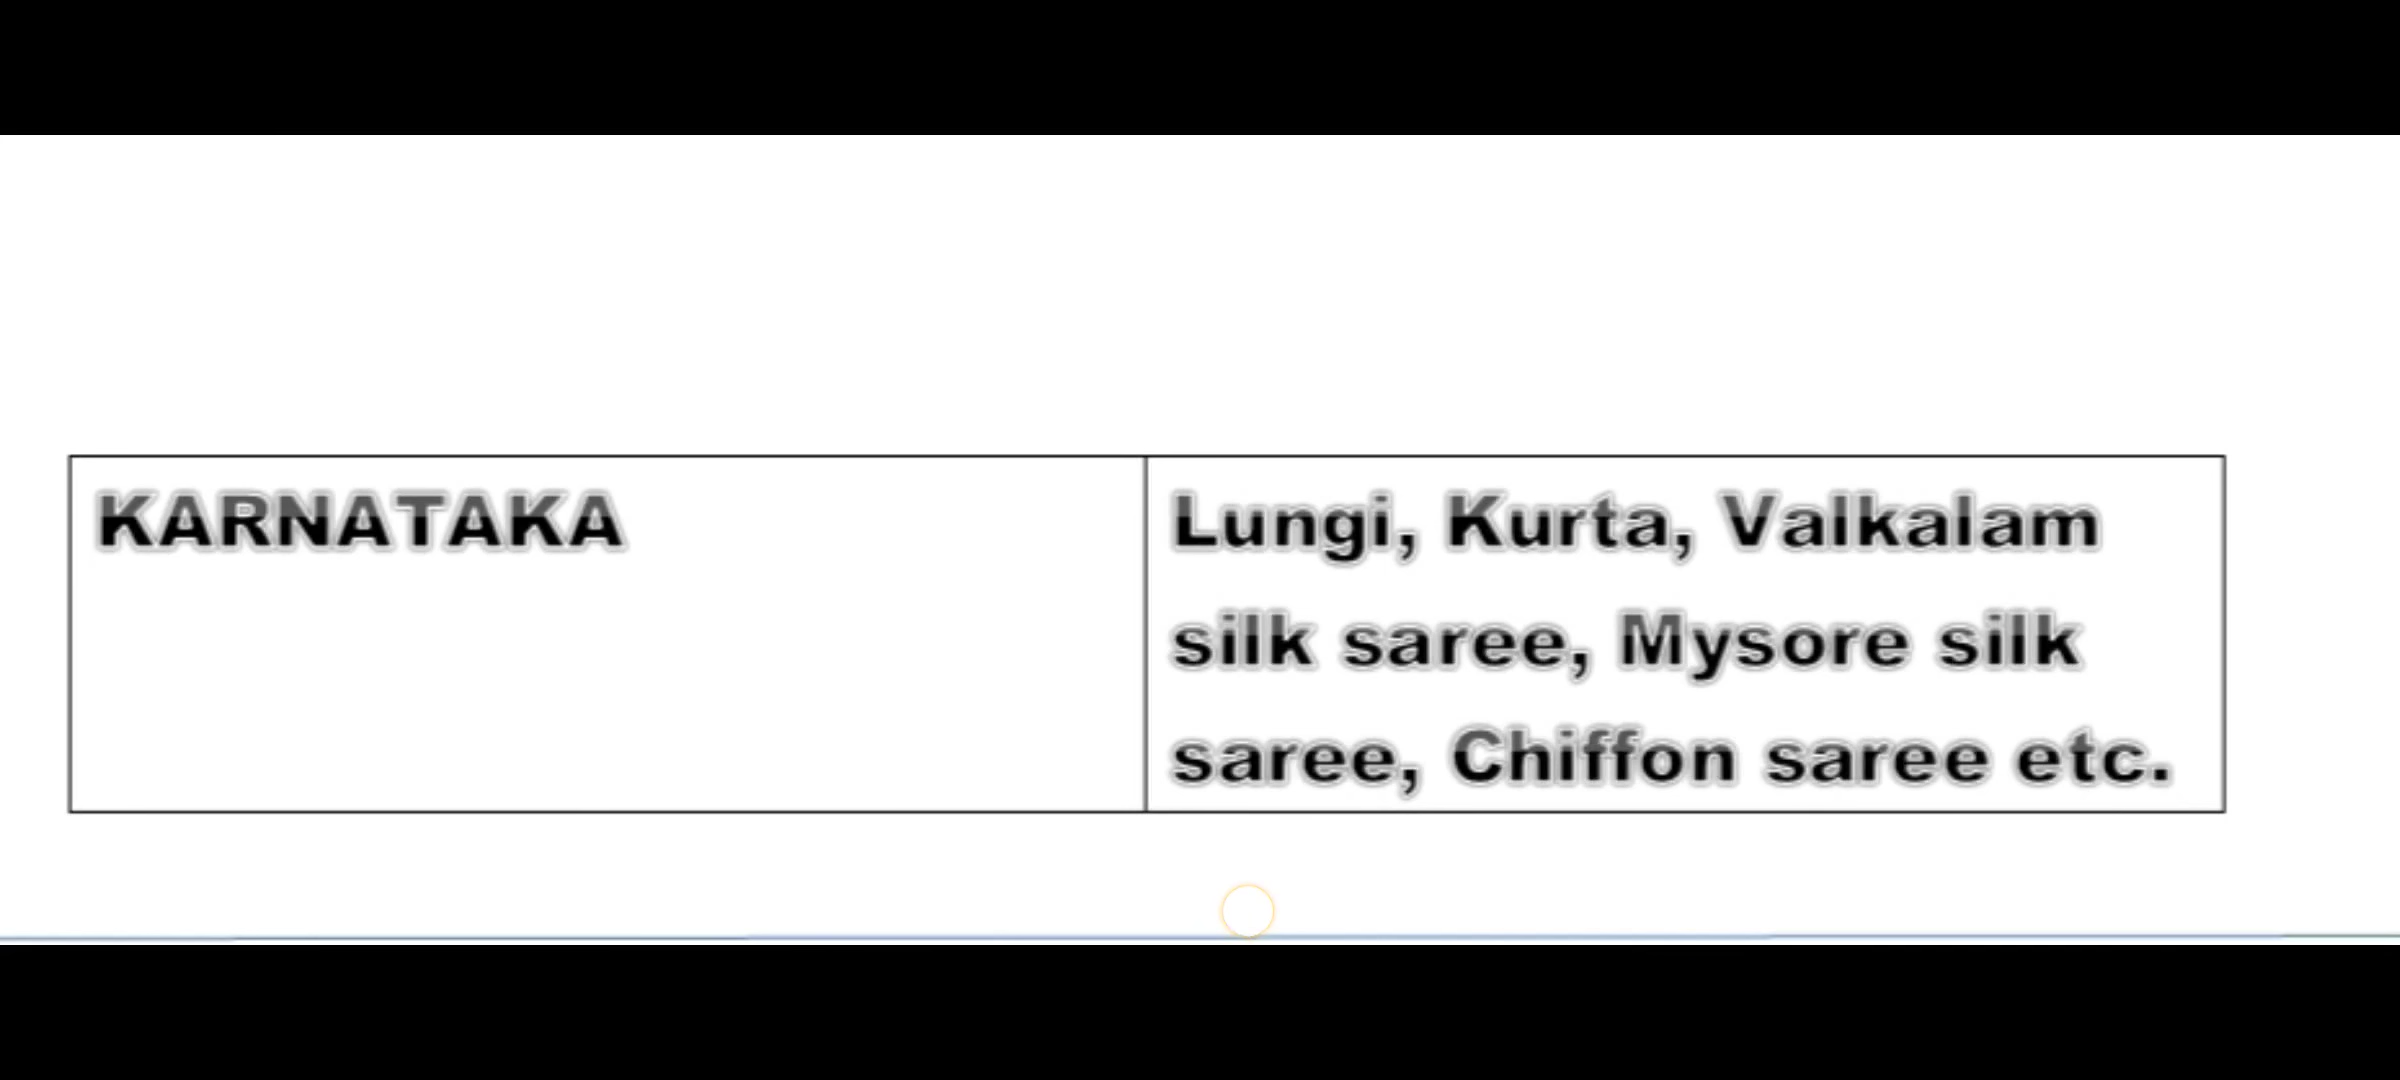 KARNATAKA
Lungi, Kurta, Valkalam
silk saree, Mysore silk
saree, Chiffon saree etc.